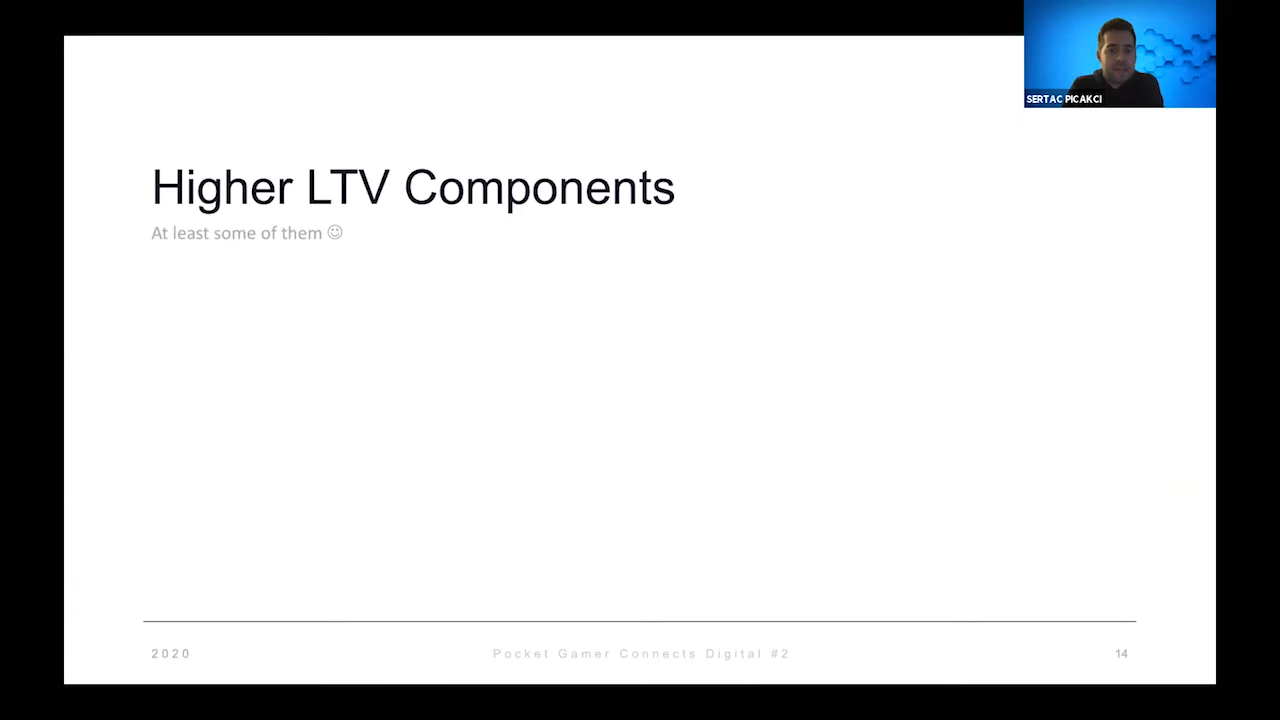 SERTAC PICAKCI
Higher LTV Components
At least some of them ☺
2020
Pocket Gamer Connects Digital #2
14